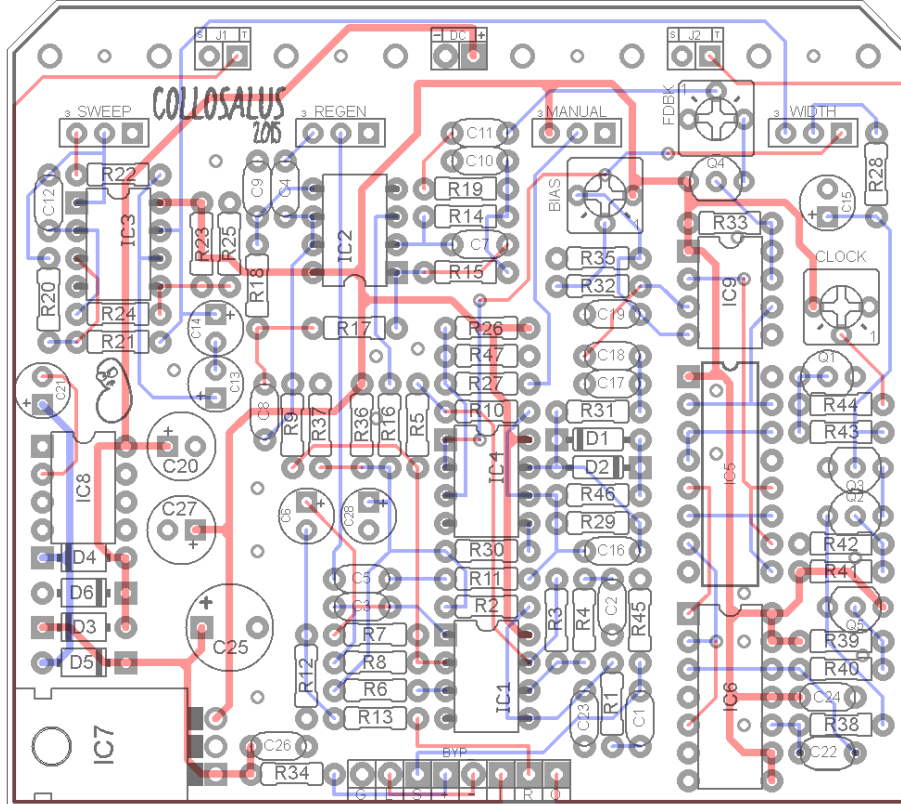 S J1 T
- DC +
S J2 T
3 SWEEP
COLLOSALUS
2015
3 REGEN
C11
3 MANUAL
FDBK
1
3 WIDTH
C10
R28
R22
C12
C9
C4
R19
BIAS
Q4
C15
IC3
R23
R25
IC2
R14
1
R33
C7
R35
CLOCK
R20
R18
R15
R32
IC9
R24
C14
C19
1
R21
R17
R26
R47
C18
Q1
C21
C13
R27
C17
C8
R9
R37
R36
R16
R5
R10
R31
R44
R43
C20
D1
IC8
IC4
D2
IC5
Q3
C27
C6
C28
R46
Q2
R29
R42
D4
R30
C16
R41
D6
C5
R11
C3
R2
R3
R4
C2
R45
Q5
D3
C25
R7
R39
D5
R8
R40
R12
R6
IC1
R1
IC6
C24
IC7
R13
C23
C1
R38
C26
BYP
C22
R34
G L S + - R O